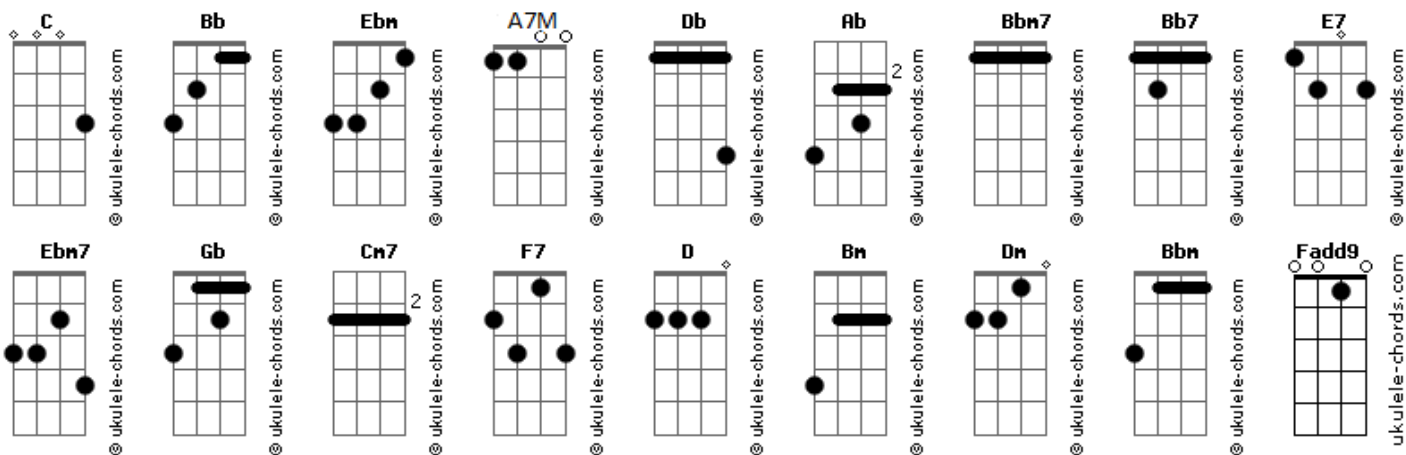 C Bb Ebm A7M Db Ab Bbm7 Bb7 E7
2
© ukulele-chords.com © ukulele-chords.com © ukulele-chords.com © ukulele-chords.com © ukulele-chords.com © ukulele-chords.com © ukulele-chords.com © ukulele-chords.com © ukulele-chords.com
Ebm7 Gb Cm7 F7 D Bm Dm Bbm Fadd9
2
© ukulele-chords.com © ukulele-chords.com © ukulele-chords.com © ukulele-chords.com © ukulele-chords.com © ukulele-chords.com © ukulele-chords.com © ukulele-chords.com ukulele-chords.com